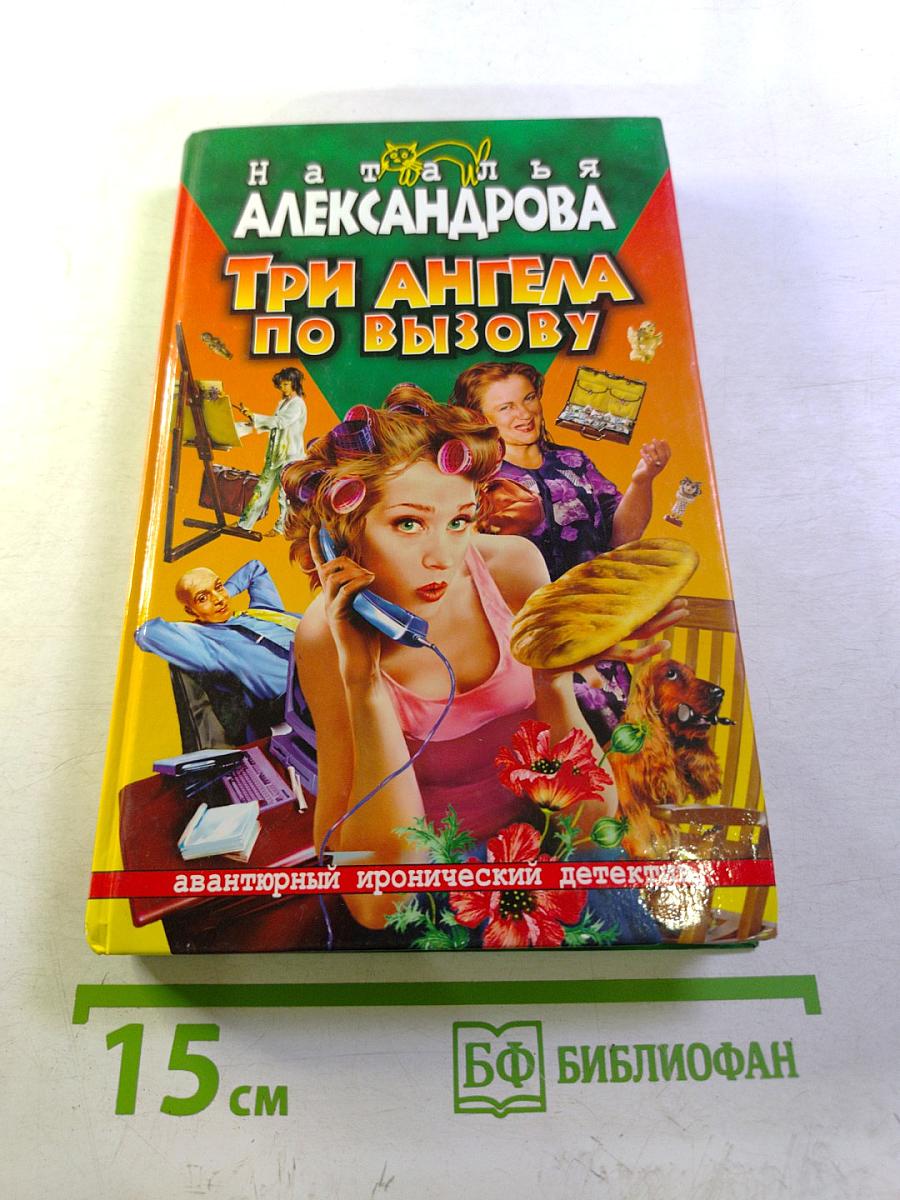 Наталья
АЛЕКСАНДРОВА
ТРИ АНГЕЛА
ПО ВЫЗОВУ
авантюрный иронический детектив
15 см
БФ БИБЛИОФАН